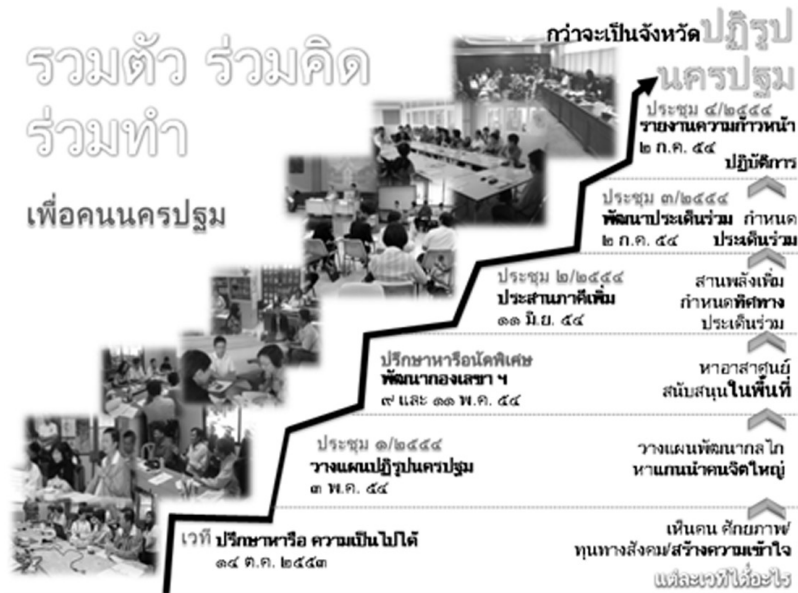 กว่าจะเป็นจังหวัดปฏิรูป
นครปฐม
รวมตัว ร่วมคิด
ร่วมทำ
เพื่อคนนครปฐม
ประชุม ๔/๒๕๕๔
รายงานความก้าวหน้า
๒ ก.ค. ๕๔
ปฏิบัติการ
ประชุม ๓/๒๕๕๔
พัฒนาประเด็นร่วม
๒ ก.ค. ๕๔
กำหนด
ประเด็นร่วม
ประชุม ๒/๒๕๕๔
ประสานภาคีเพิ่ม
๑๑ มิ.ย. ๕๔
สานพลังเพิ่ม
กำหนดทิศทาง
ประเด็นร่วม
ปรึกษาหารือนัดพิเศษ
พัฒนากองเลขา ฯ
๙ และ ๑๑ พ.ค. ๕๔
หาอาสาศูนย์
สนับสนุนในพื้นที่
ประชุม ๑/๒๕๕๔
วางแผนปฏิรูปนครปฐม
๓ พ.ค. ๕๔
วางแผนพัฒนากลไก
หาแกนนำคนจิตใหญ่
เวที ปรึกษาหารือ ความเป็นไปได้
๑๔ ต.ค. ๒๕๕๓
เห็นคน ศักยภาพ/
ทุนทางสังคม/สร้างความเข้าใจ
แต่ละเวทีได้อะไร